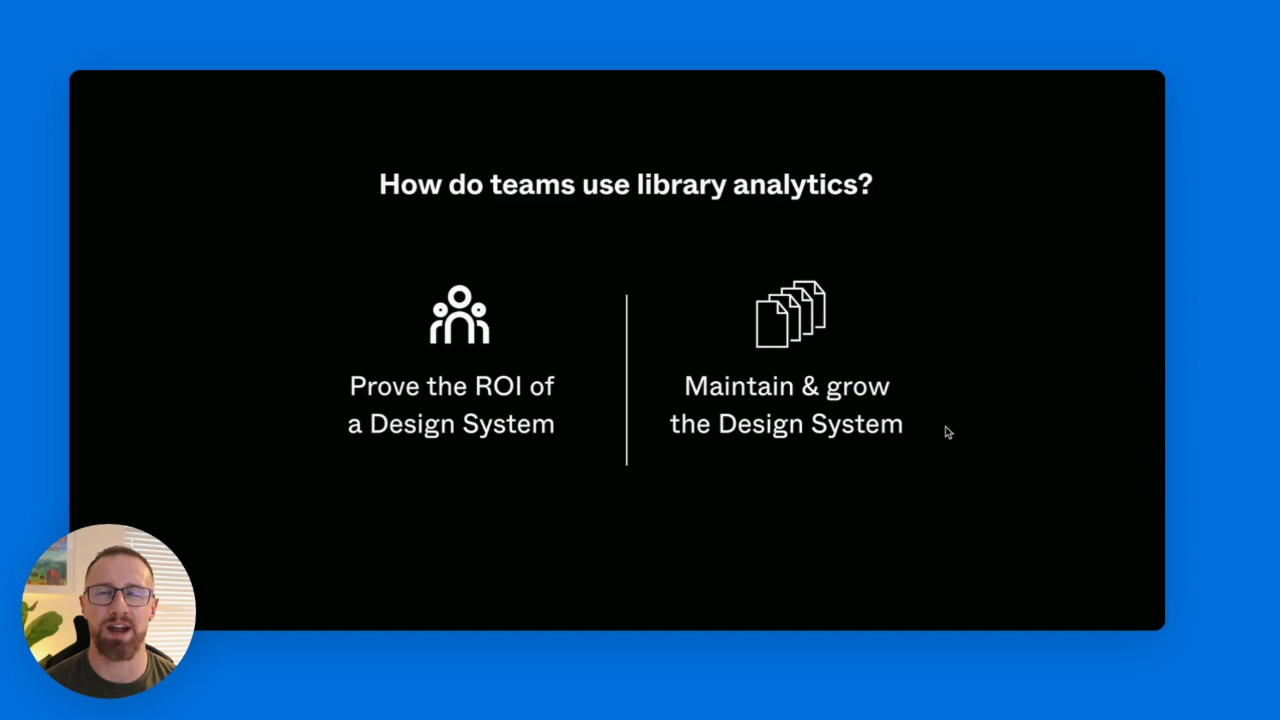 How do teams use library analytics?
Prove the ROI of
a Design System
Maintain & grow
the Design System